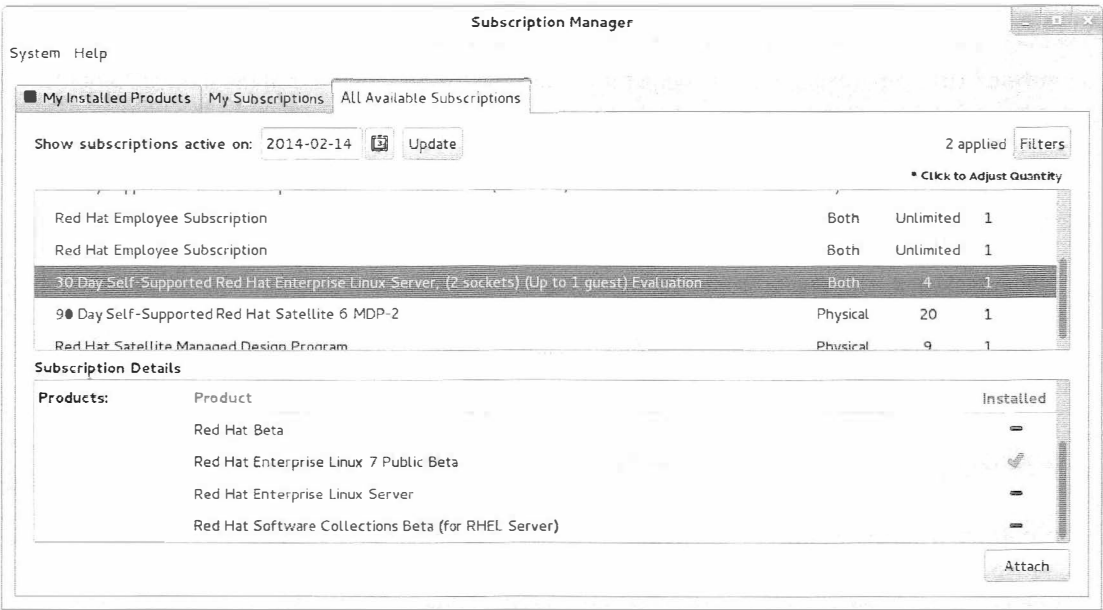 Subscription Manager
System Help
My Installed Products My Subscriptions All Available Subscriptions
Show subscriptions active on: 2014-02-14 Update 2 applied Filters
* Click to Adjust Quantity
Red Hat Employee Subscription Both Unlimited 1
Red Hat Employee Subscription Both Unlimited 1
30 Day Self-Supported Red Hat Enterprise Linux Server, (2 sockets) (Up to 1 guest) Evaluation Both 4 1
90 Day Self-Supported Red Hat Satellite 6 MDP-2 Physical 20 1
Red Hat Satellite Managed Design Program Physical 9 1
Subscription Details
Products: Product Installed
Red Hat Beta
Red Hat Enterprise Linux 7 Public Beta
Red Hat Enterprise Linux Server
Red Hat Software Collections Beta (for RHEL Server)
Attach